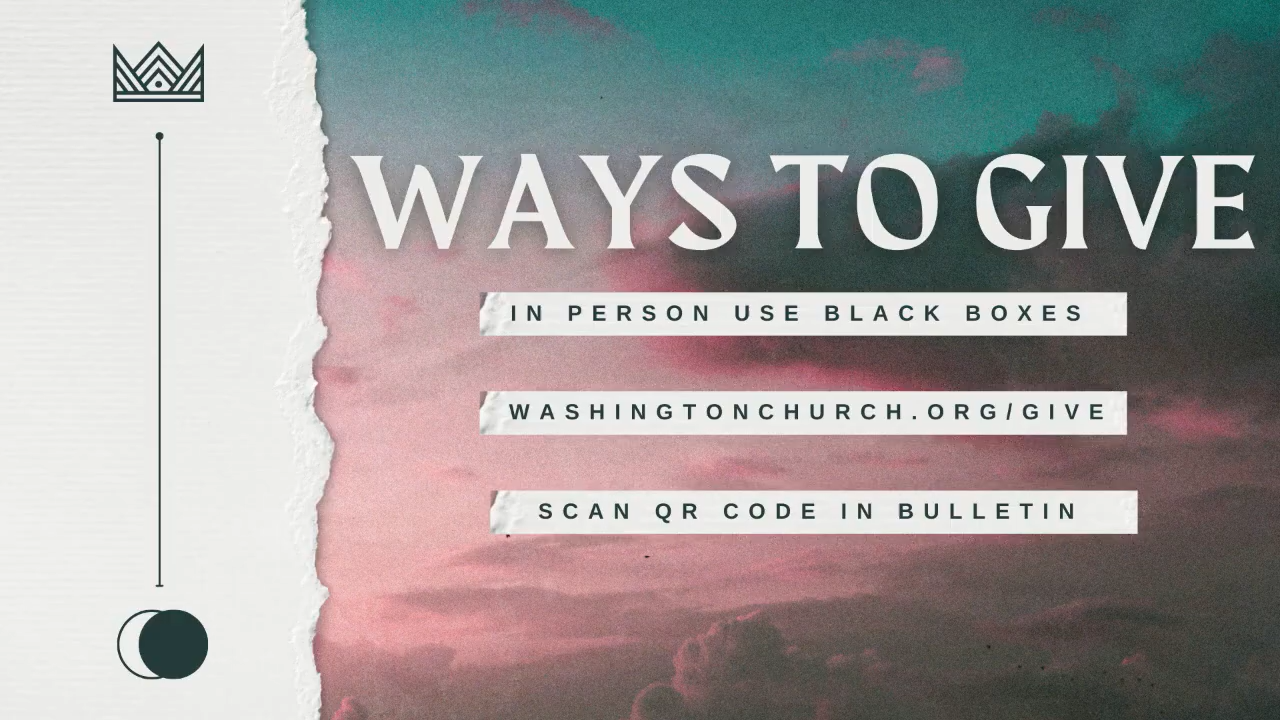 WAYS TO GIVE
IN PERSON USE BLACK BOXES
WASHINGTONCHURCH.ORG/GIVE
SCAN QR CODE IN BULLETIN